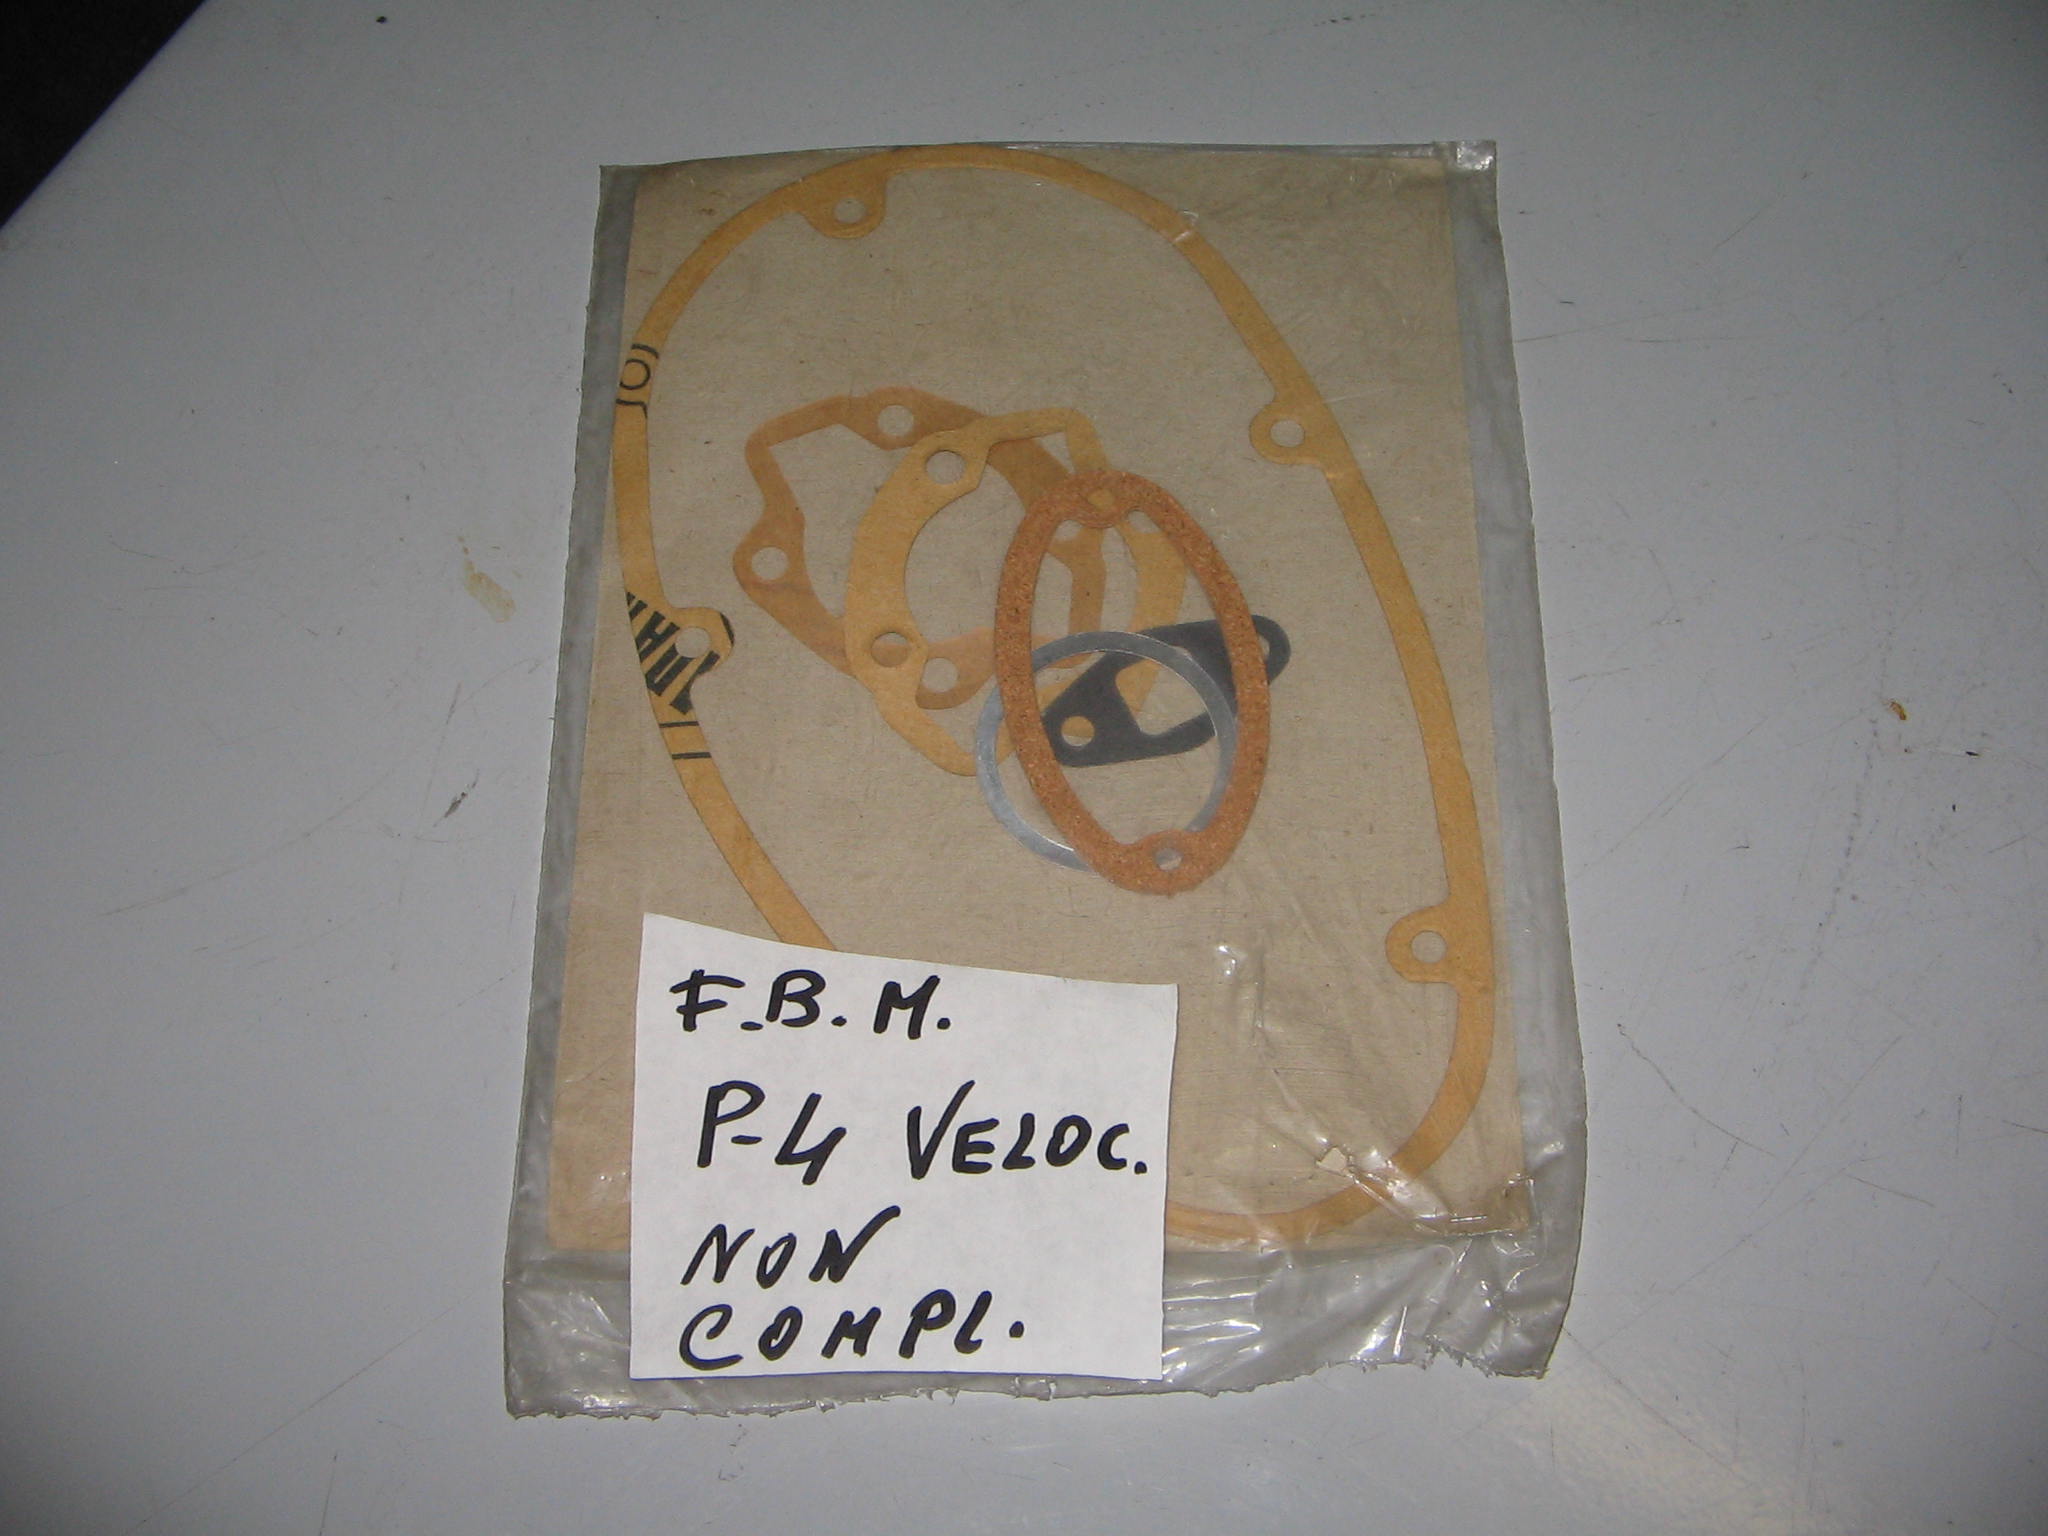 F.B.M.
P-4 VELOC.
NON
COMPL.